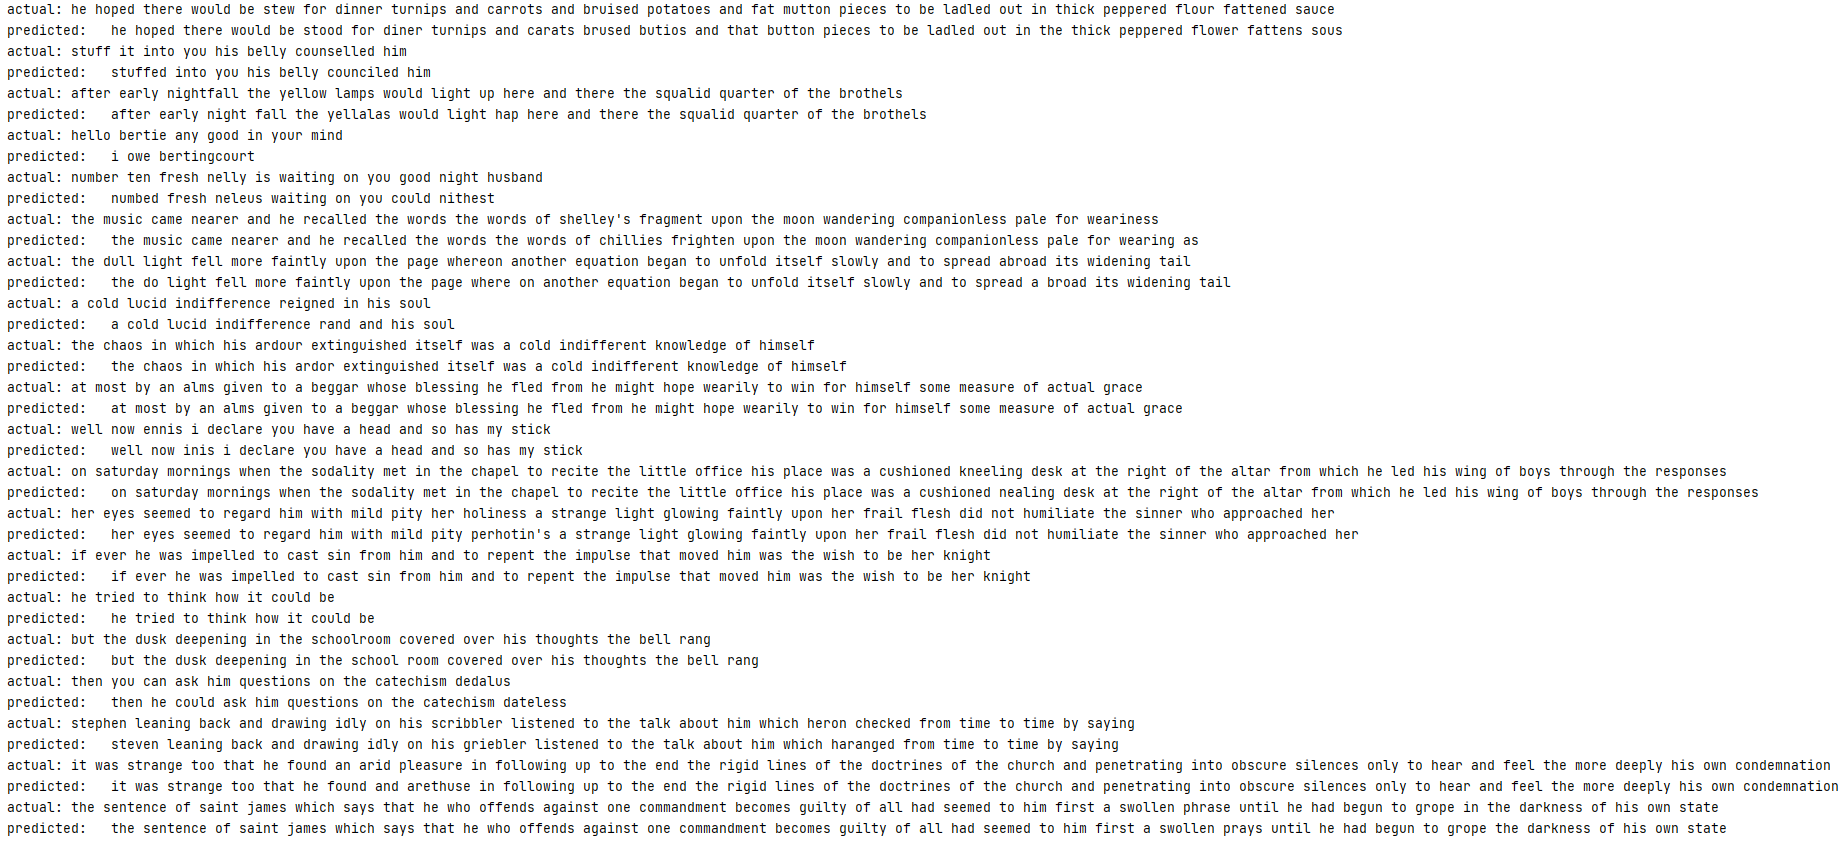 actual: he hoped there would be stew for dinner turnips and carrots and bruised potatoes and fat mutton pieces to be ladled out in thick peppered flour fattened sauce
predicted:   he hoped there would be stood for diner turnips and carats brused butios and that button pieces to be ladled out in the thick peppered flower fattens sous
actual: stuff it into you his belly counselled him
predicted:   stuffed into you his belly counciled him
actual: after early nightfall the yellow lamps would light up here and there the squalid quarter of the brothels
predicted:   after early night fall the yellalas would light hap here and there the squalid quarter of the brothels
actual: hello bertie any good in your mind
predicted:   i owe bertingcourt
actual: number ten fresh nelly is waiting on you good night husband
predicted:   numbed fresh neleus waiting on you could nithest
actual: the music came nearer and he recalled the words the words of shelley's fragment upon the moon wandering companionless pale for weariness
predicted:   the music came nearer and he recalled the words the words of chillies frighten upon the moon wandering companionless pale for wearing as
actual: the dull light fell more faintly upon the page whereon another equation began to unfold itself slowly and to spread abroad its widening tail
predicted:   the do light fell more faintly upon the page where on another equation began to unfold itself slowly and to spread a broad its widening tail
actual: a cold lucid indifference reigned in his soul
predicted:   a cold lucid indifference rand and his soul
actual: the chaos in which his ardour extinguished itself was a cold indifferent knowledge of himself
predicted:   the chaos in which his ardor extinguished itself was a cold indifferent knowledge of himself
actual: at most by an alms given to a beggar whose blessing he fled from he might hope wearily to win for himself some measure of actual grace
predicted:   at most by an alms given to a beggar whose blessing he fled from he might hope wearily to win for himself some measure of actual grace
actual: well now ennis i declare you have a head and so has my stick
predicted:   well now inis i declare you have a head and so has my stick
actual: on saturday mornings when the sodality met in the chapel to recite the little office his place was a cushioned kneeling desk at the right of the altar from which he led his wing of boys through the responses
predicted:   on saturday mornings when the sodality met in the chapel to recite the little office his place was a cushioned nealing desk at the right of the altar from which he led his wing of boys through the responses
actual: her eyes seemed to regard him with mild pity her holiness a strange light glowing faintly upon her frail flesh did not humiliate the sinner who approached her
predicted:   her eyes seemed to regard him with mild pity perhotin's a strange light glowing faintly upon her frail flesh did not humiliate the sinner who approached her
actual: if ever he was impelled to cast sin from him and to repent the impulse that moved him was the wish to be her knight
predicted:   if ever he was impelled to cast sin from him and to repent the impulse that moved him was the wish to be her knight
actual: he tried to think how it could be
predicted:   he tried to think how it could be
actual: but the dusk deepening in the schoolroom covered over his thoughts the bell rang
predicted:   but the dusk deepening in the school room covered over his thoughts the bell rang
actual: then you can ask him questions on the catechism dedalus
predicted:   then he could ask him questions on the catechism dateless
actual: stephen leaning back and drawing idly on his scribbler listened to the talk about him which heron checked from time to time by saying
predicted:   steven leaning back and drawing idly on his griebler listened to the talk about him which haranged from time to time by saying
actual: it was strange too that he found an arid pleasure in following up to the end the rigid lines of the doctrines of the church and penetrating into obscure silences only to hear and feel the more deeply his own condemnation
predicted:   it was strange too that he found and arethuse in following up to the end the rigid lines of the doctrines of the church and penetrating into obscure silences only to hear and feel the more deeply his own condemnation
actual: the sentence of saint james which says that he who offends against one commandment becomes guilty of all had seemed to him first a swollen phrase until he had begun to grope in the darkness of his own state
predicted:   the sentence of saint james which says that he who offends against one commandment becomes guilty of all had seemed to him first a swollen prays until he had begun to grope the darkness of his own state